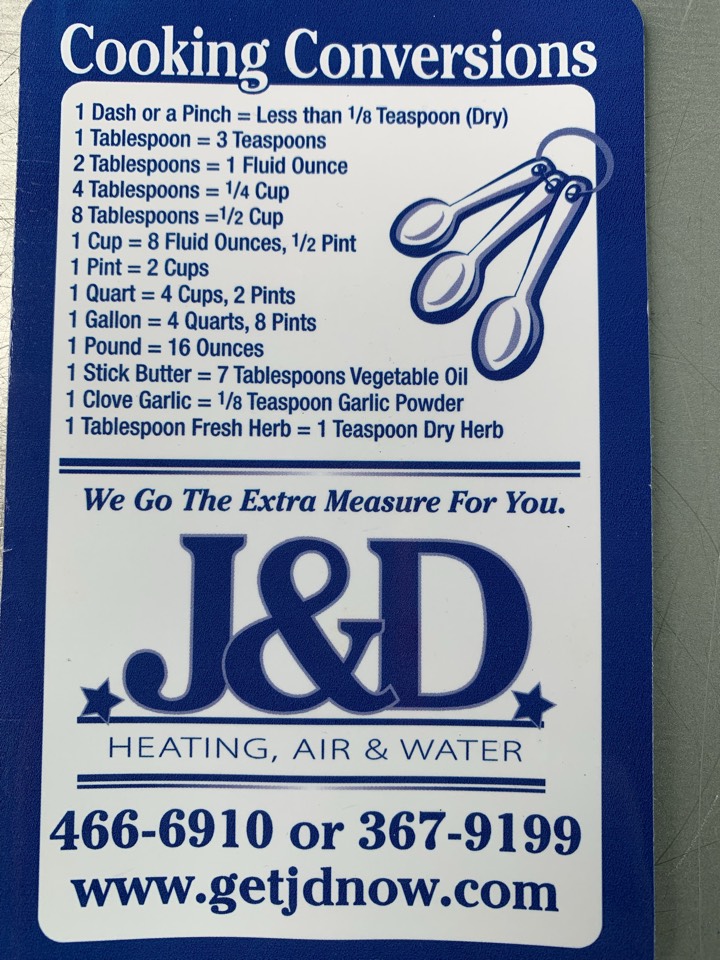 Cooking Conversions
1 Dash or a Pinch = Less than 1/8 Teaspoon (Dry)
1 Tablespoon = 3 Teaspoons
2 Tablespoons = 1 Fluid Ounce
4 Tablespoons = 1/4 Cup
8 Tablespoons =1/2 Cup
1 Cup = 8 Fluid Ounces, 1/2 Pint
1 Pint = 2 Cups
1 Quart = 4 Cups, 2 Pints
1 Gallon = 4 Quarts, 8 Pints
1 Pound = 16 Ounces
1 Stick Butter = 7 Tablespoons Vegetable Oil
1 Clove Garlic = 1/8 Teaspoon Garlic Powder
1 Tablespoon Fresh Herb = 1 Teaspoon Dry Herb
We Go The Extra Measure For You.
J&D
HEATING, AIR & WATER
466-6910 or 367-9199
www.getjdnow.com